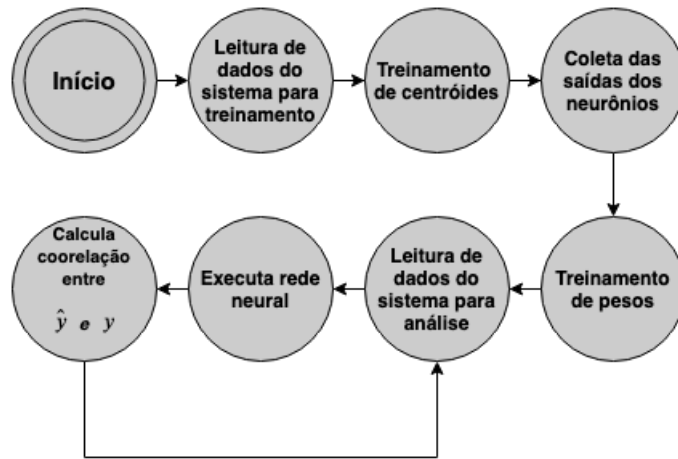 Início
Leitura de
dados do
sistema para
treinamento
Treinamento
de centróides
Coleta das
saídas dos
neurônios
Treinamento
de pesos
Leitura de
dados do
sistema para
análise
Executa rede
neural
Calcula
coorelação
entre
ŷ e y